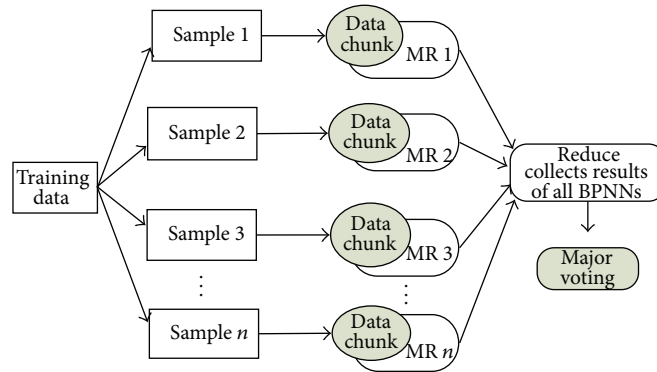 Training
data
Sample 1
Data
chunk
MR 1
Sample 2
Data
chunk
MR 2
Sample 3
Data
chunk
MR 3
Sample n
Data
chunk
MR n
Reduce
collects results
of all BPNNs
Major
voting